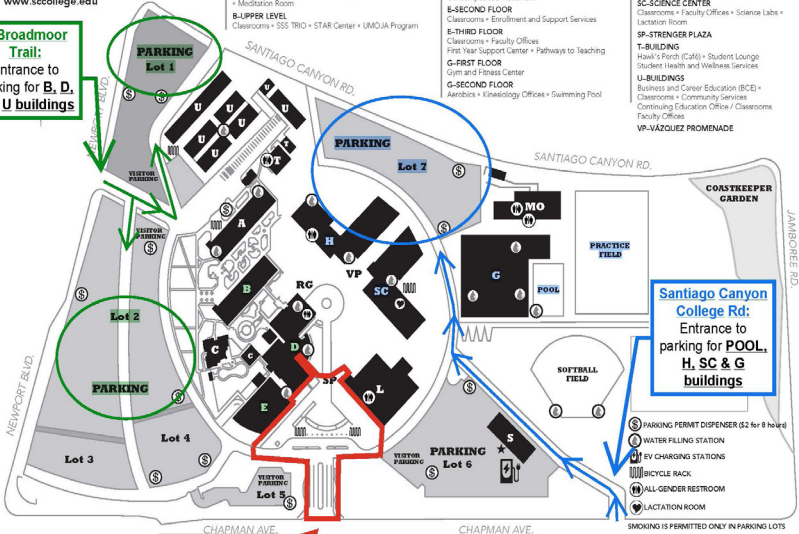 www.sccollege.edu
• Meditation Room
B-UPPER LEVEL
Classrooms • SSS TRIO • STAR Center • UMOJA Program
E-SECOND FLOOR
Classrooms • Enrollment and Support Services
E-THIRD FLOOR
Classrooms • Faculty Offices
First Year Support Center • Pathways to Teaching
G-FIRST FLOOR
Gym and Fitness Center
G-SECOND FLOOR
Aerobics • Kinesiology Offices • Swimming Pool
SC-SCIENCE CENTER
Classrooms • Faculty Offices • Science Labs •
Lactation Room
SP-STRENGER PLAZA
T-BUILDING
Hawk's Perch (Café) • Student Lounge
Student Health and Wellness Services
U-BUILDINGS
Business and Career Education (BCE) •
Classrooms • Community Services
Continuing Education Office / Classrooms
Faculty Offices
VP-VÁZQUEZ PROMENADE
Broadmoor
Trail:
ntrance to
king for B, D,
U buildings
PARKING
Lot 1
SANTIAGO CANYON RD.
NEWPORT BLVD.
U
U
U
U
U
U
U
U
T
T
VISITOR
PARKING
VISITOR
PARKING
PARKING
Lot 7
SANTIAGO CANYON RD.
MO
COASTKEEPER
GARDEN
JAMBOREE RD.
A
H
VP
SC
G
POOL
PRACTICE
FIELD
B
RG
Lot 2
PARKING
C
C
D
SP
L
E
Santiago Canyon
College Rd:
Entrance to
parking for POOL,
H, SC & G
buildings
SOFTBALL
FIELD
NEWPORT BLVD.
Lot 3
Lot 4
VISITOR
PARKING
Lot 5
VISITOR
PARKING
PARKING
Lot 6
S
PARKING PERMIT DISPENSER ($2 for 8 hours)
WATER FILLING STATION
EV CHARGING STATIONS
BICYCLE RACK
ALL-GENDER RESTROOM
LACTATION ROOM
SMOKING IS PERMITTED ONLY IN PARKING LOTS
CHAPMAN AVE.
CHAPMAN AVE.